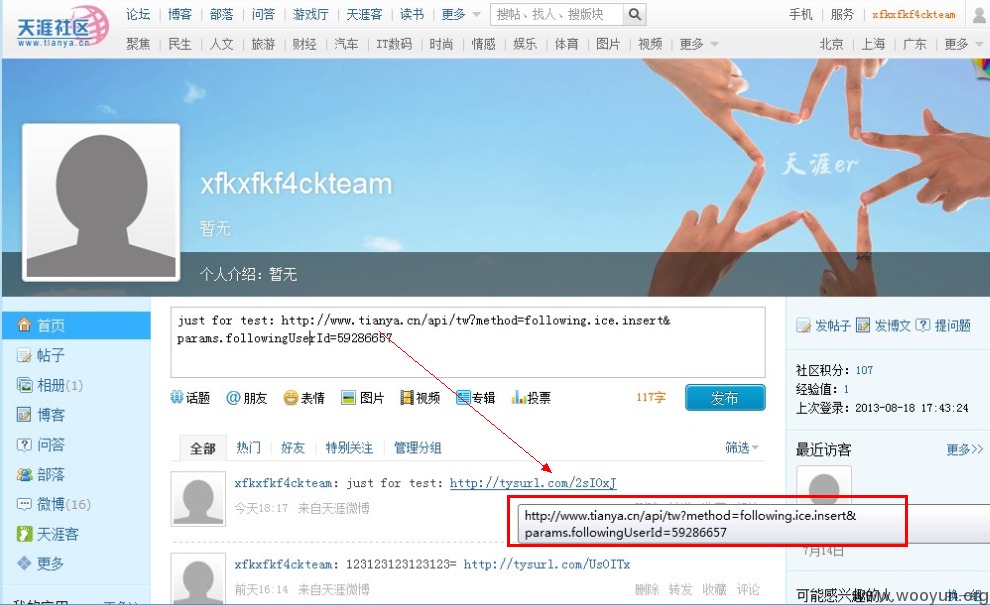 天涯社区
www.tianya.cn
论坛 博客 部落 问答 游戏厅 天涯客 读书 更多 搜帖、找人、搜版块 手机 服务 xfkxfkf4ckteam
聚焦 民生 人文 旅游 财经 汽车 IT数码 时尚 情感 娱乐 体育 图片 视频 更多 北京 上海 广东 更多
天涯er
xfkxfkf4ckteam
暂无
个人介绍：暂无
首页
帖子
相册(1)
博客
问答
部落
微博(16)
天涯客
更多
just for test: http://www.tianya.cn/api/tw?method=following.ice.insert&
params.followingUserId=59286657
话题 @朋友 表情 图片 视频 专辑 投票 117字 发布
全部 热门 好友 特别关注 管理分组 筛选
xfkxfkf4ckteam: just for test: http://tysurl.com/2sIOxJ
今天18:17 来自天涯微博
http://www.tianya.cn/api/tw?method=following.ice.insert&
params.followingUserId=59286657
xfkxfkf4ckteam: 123123123123123= http://tysurl.com/UsOITx
前天16:14 来自天涯微博 删除 转发 收藏 评论
发帖子 发博文 提问题
社区积分：107
经验值：1
上次登录：2013-08-18 17:43:24
最近访客 更多>>
7月14日
可能感兴趣的
www.wooyun.org